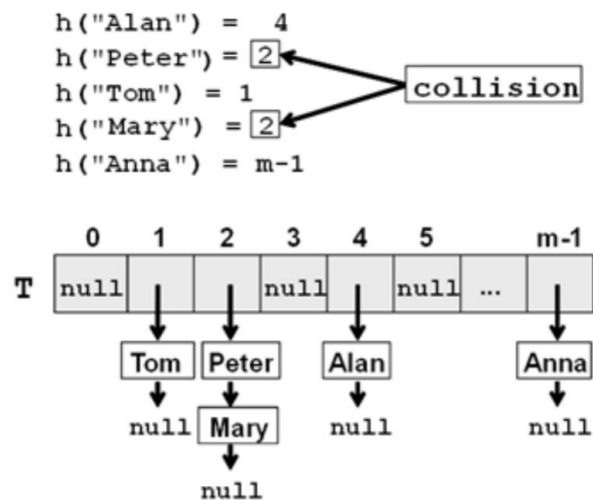 h("Alan") = 4
h("Peter") = 2
collision
h("Tom") = 1
h("Mary") = 2
h("Anna") = m-1
0 1 2 3 4 5 m-1
T null null null ...
Tom Peter Alan Anna
null Mary null null
null